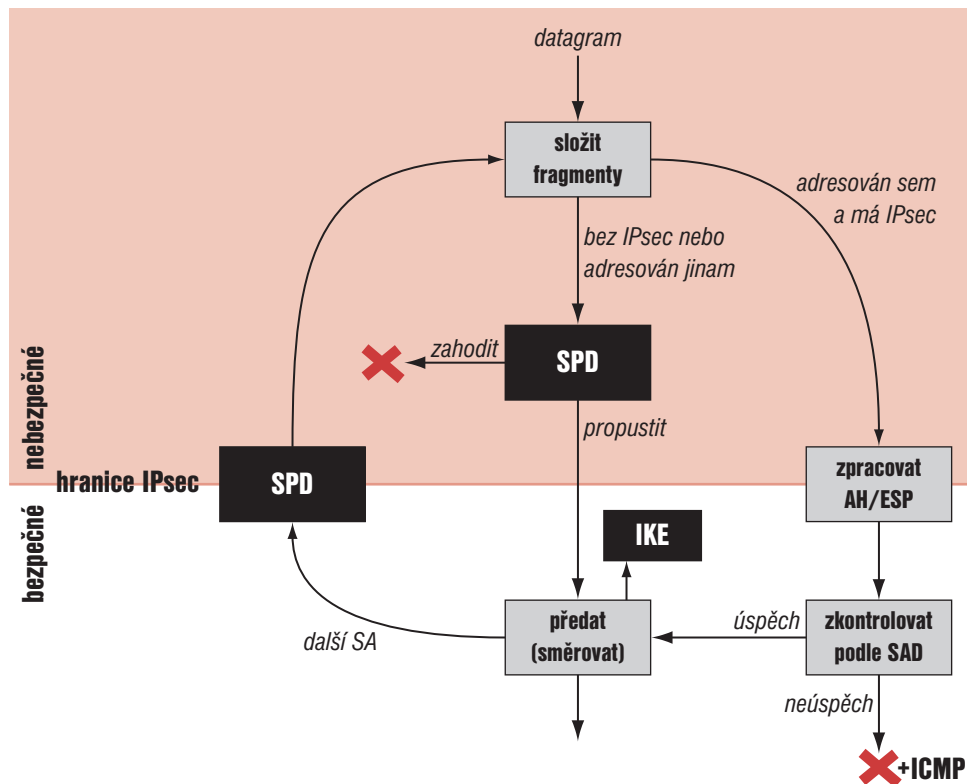 datagram
složit
fragmenty
adresován sem
a má IPsec
bez IPsec nebo
adresován jinam
zahodit
SPD
propustit
nebezpečné
hranice IPsec
SPD
zpracovat
AH/ESP
bezpečné
IKE
další SA
předat
(směrovat)
úspěch
zkontrolovat
podle SAD
neúspěch
+ICMP